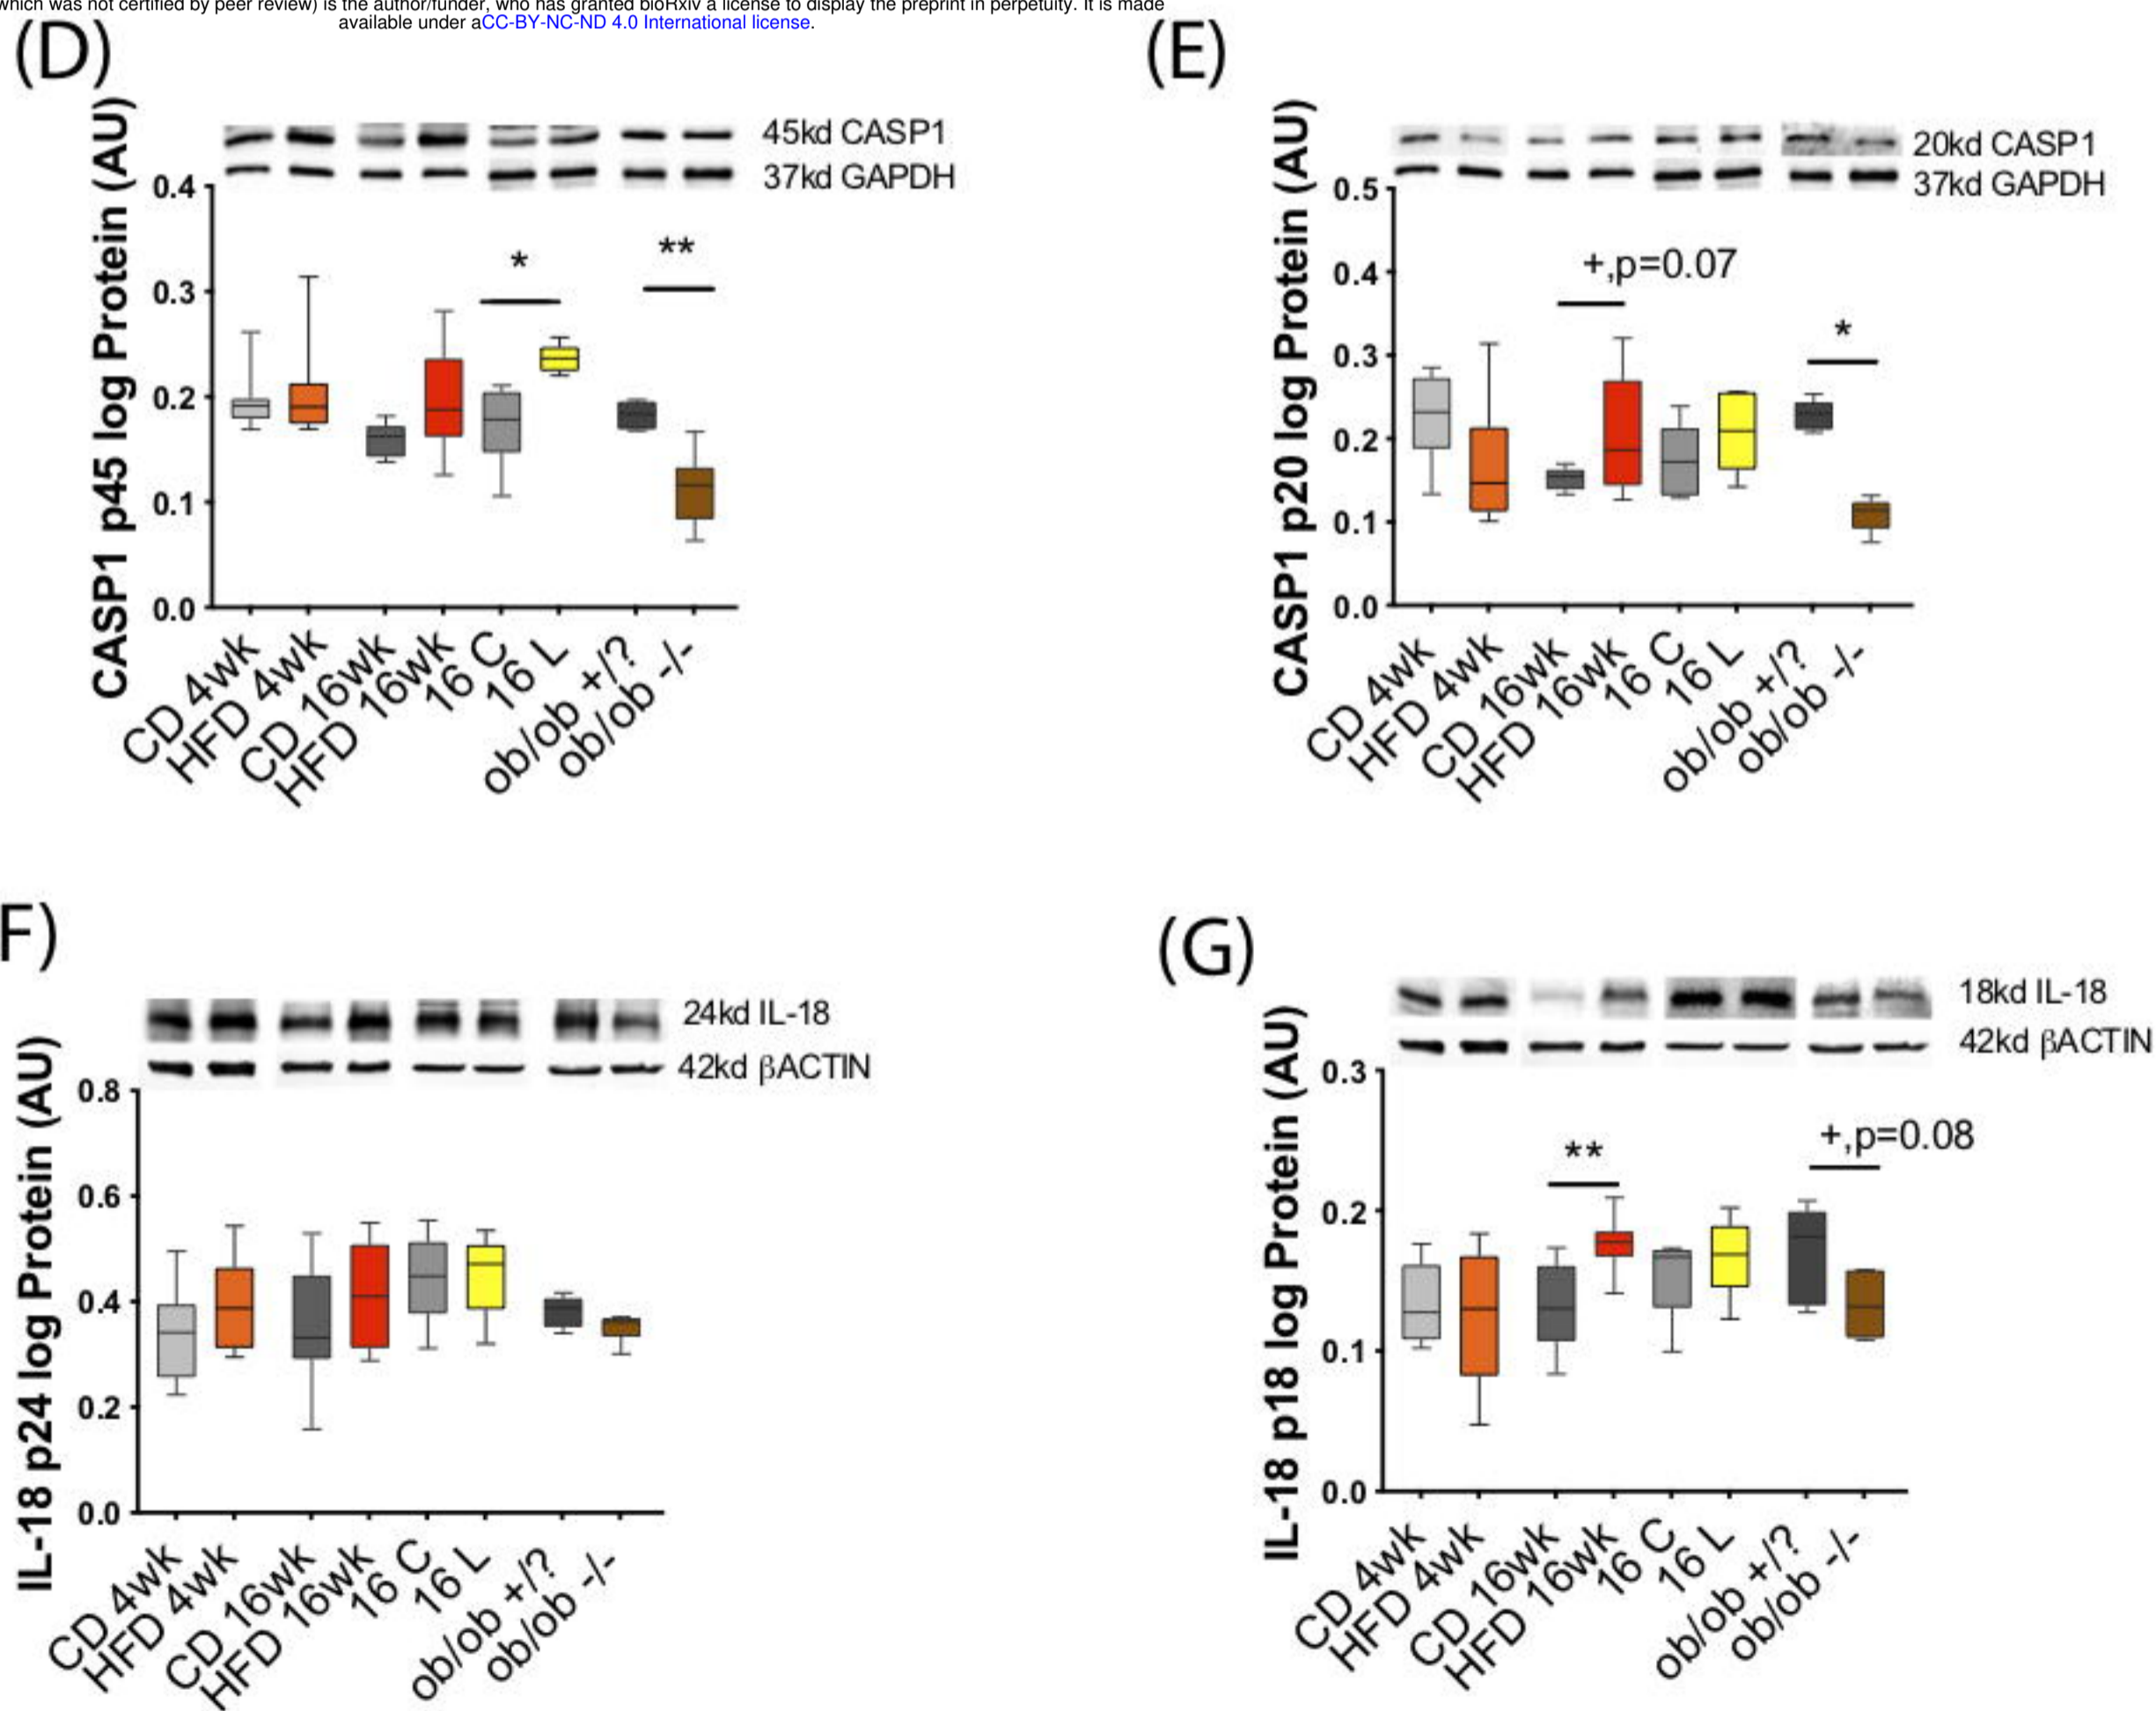 which was not certified by peer review) is the author/funder, who has granted bioRxiv a license to display the preprint in perpetuity. It is made
available under aCC-BY-NC-ND 4.0 International license.
(D)
45kd CASP1
37kd GAPDH
CASP1 p45 log Protein (AU)
0.4
0.3
0.2
0.1
0.0
*
**
CD 4wk
HFD 4wk
CD 16wk
HFD 16wk
16 C
16 L
ob/ob +/?
ob/ob -/-
(E)
20kd CASP1
37kd GAPDH
CASP1 p20 log Protein (AU)
0.5
0.4
0.3
0.2
0.1
0.0
+,p=0.07
*
CD 4wk
HFD 4wk
CD 16wk
HFD 16wk
16 C
16 L
ob/ob +/?
ob/ob -/-
F)
24kd IL-18
42kd βACTIN
IL-18 p24 log Protein (AU)
0.8
0.6
0.4
0.2
0.0
CD 4wk
HFD 4wk
CD 16wk
HFD 16wk
16 C
16 L
ob/ob +/?
ob/ob -/-
(G)
18kd IL-18
42kd βACTIN
IL-18 p18 log Protein (AU)
0.3
0.2
0.1
0.0
**
+,p=0.08
CD 4wk
HFD 4wk
CD 16wk
HFD 16wk
16 C
16 L
ob/ob +/?
ob/ob -/-